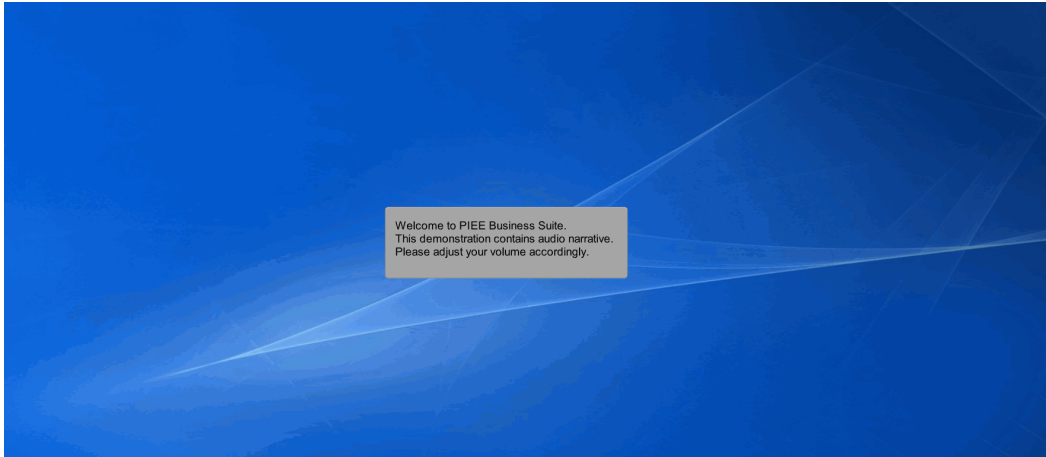 Welcome to PIEE Business Suite.
This demonstration contains audio narrative.
Please adjust your volume accordingly.